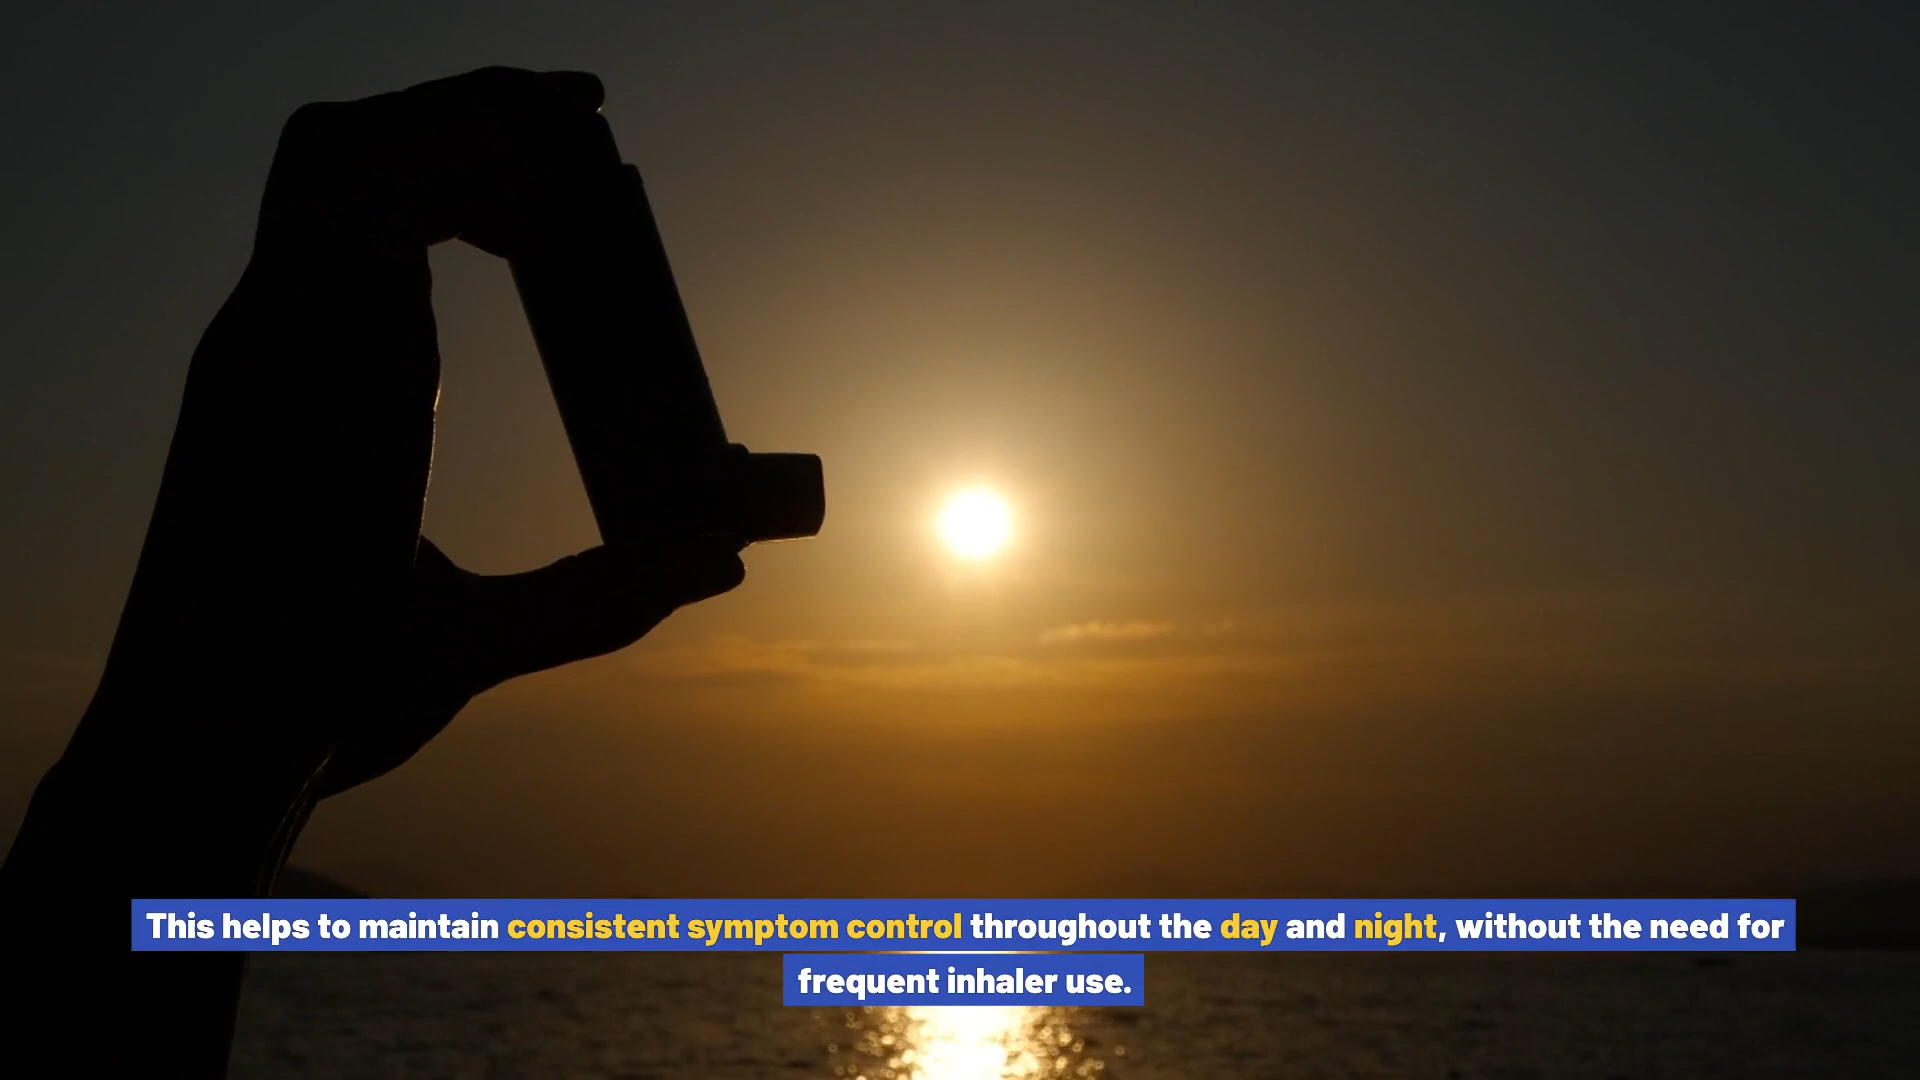 This helps to maintain consistent symptom control throughout the day and night, without the need for
frequent inhaler use.